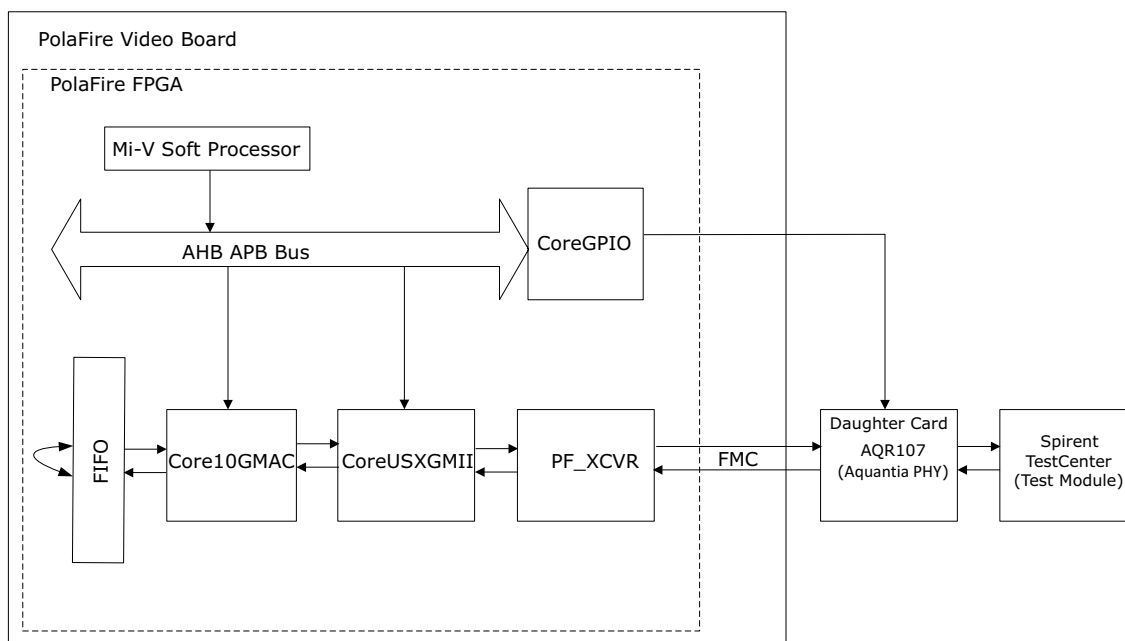 PolaFire Video Board
PolaFire FPGA
Mi-V Soft Processor
AHB APB Bus
CoreGPIO
FIFO
Core10GMAC
CoreUSXGMII
PF_XCVR
FMC
Daughter Card
AQR107
(Aquantia PHY)
Spirent
TestCenter
(Test Module)